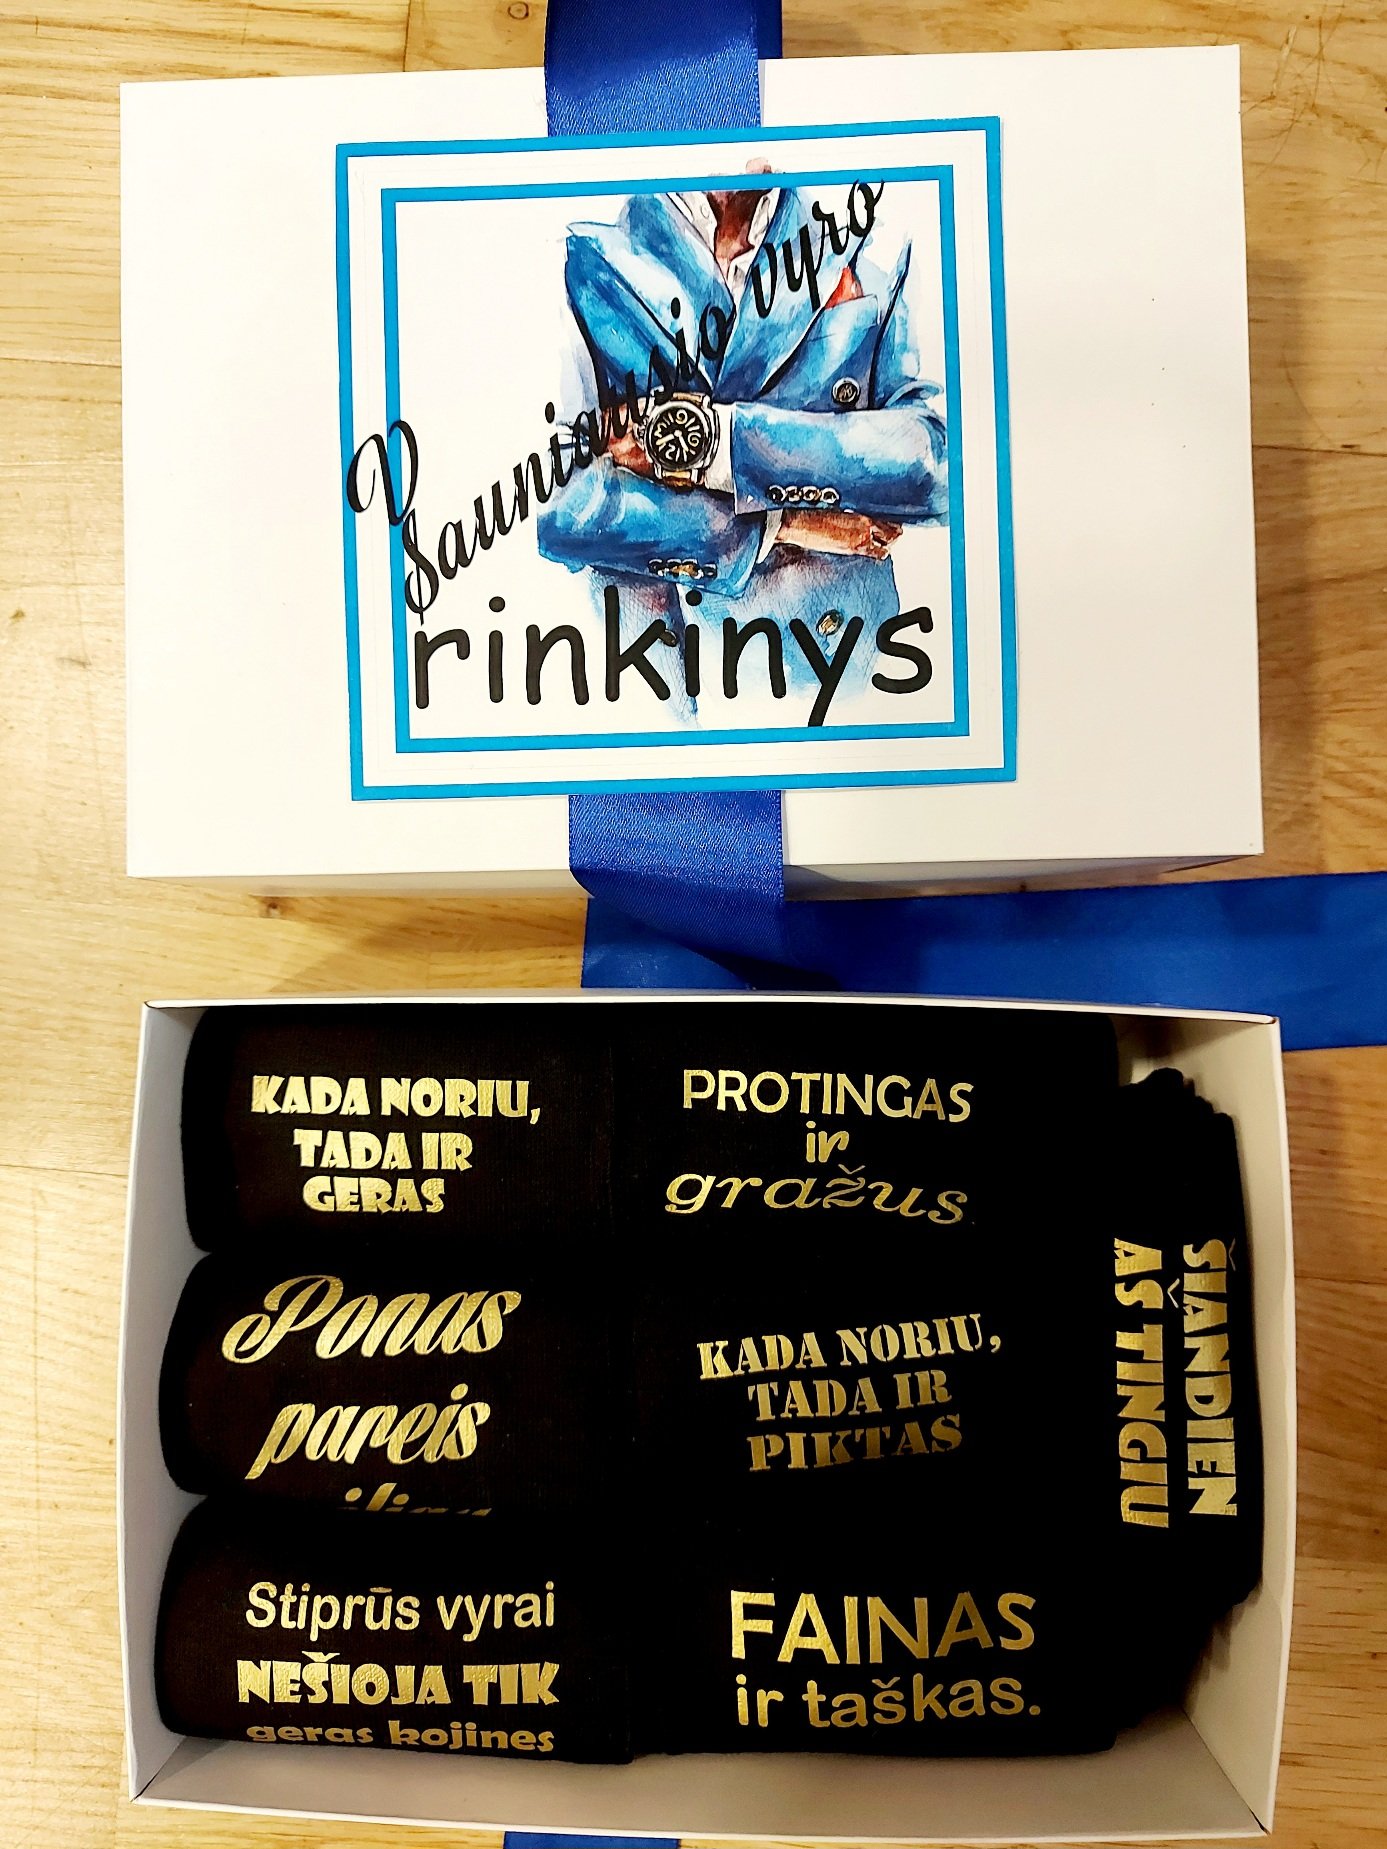 Šauniausio vyro
rinkinys
KADA NORIU,
TADA IR
GERAS
PROTINGAS
ir
gražus
Ponas
pareis
KADA NORIU,
TADA IR
PIKTAS
ŠIANDIEN
AŠ TINGIU
Stiprūs vyrai
NEŠIOJA TIK
geras kojines
FAINAS
ir taškas.